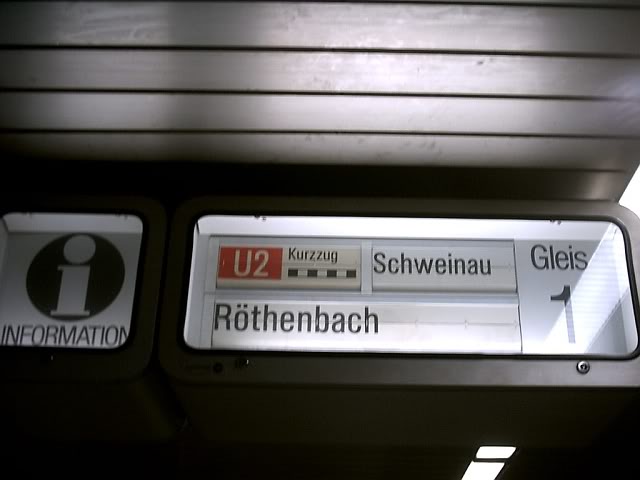 i
INFORMATION
U2 Kurzzug Schweinau
Röthenbach
Gleis
1